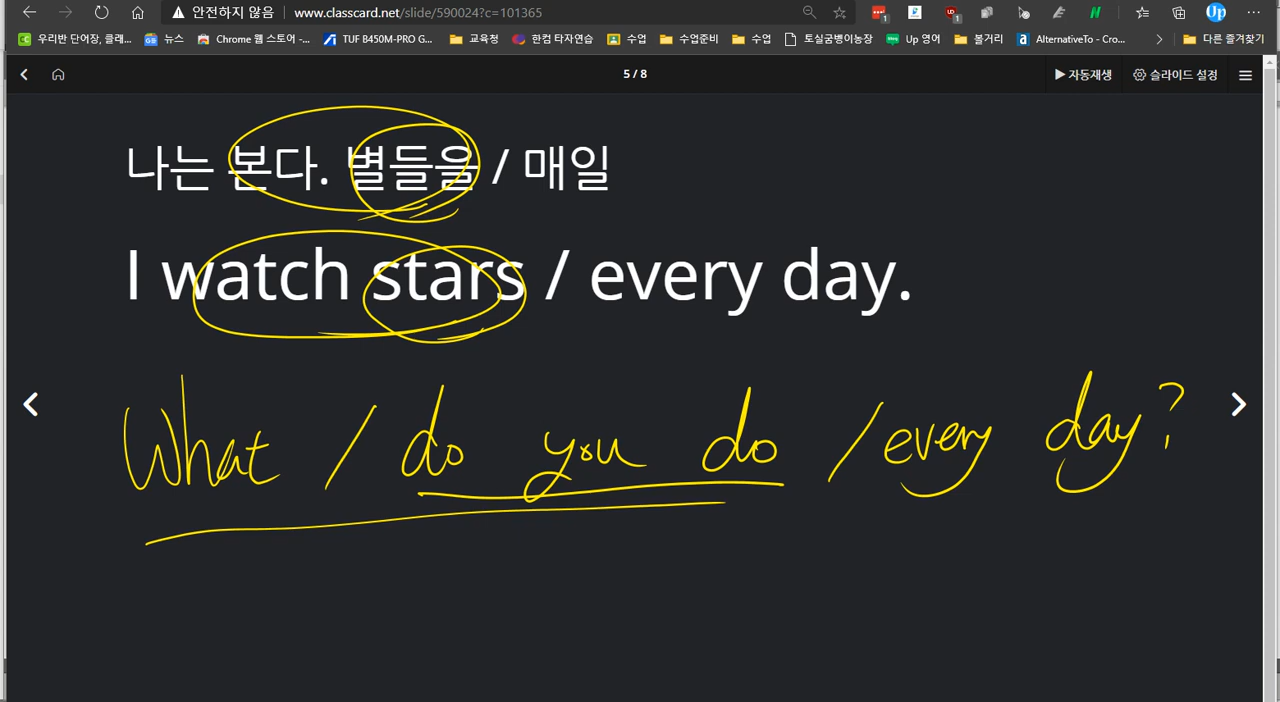 안전하지 않음 www.classcard.net/slide/590024?c=101365
우리반 단어장, 클래... 뉴스 Chrome 웹 스토어 -... TUF B450M-PRO G... 교육청 한컴 타자연습 수업 수업준비 수업 토실굼벵이농장 Up 영어 볼거리 AlternativeTo - Cro... 다른 즐겨찾기
5 / 8 자동재생 슬라이드 설정
나는 본다. 별들을 / 매일
I watch stars / every day.
What / do you do / every day?